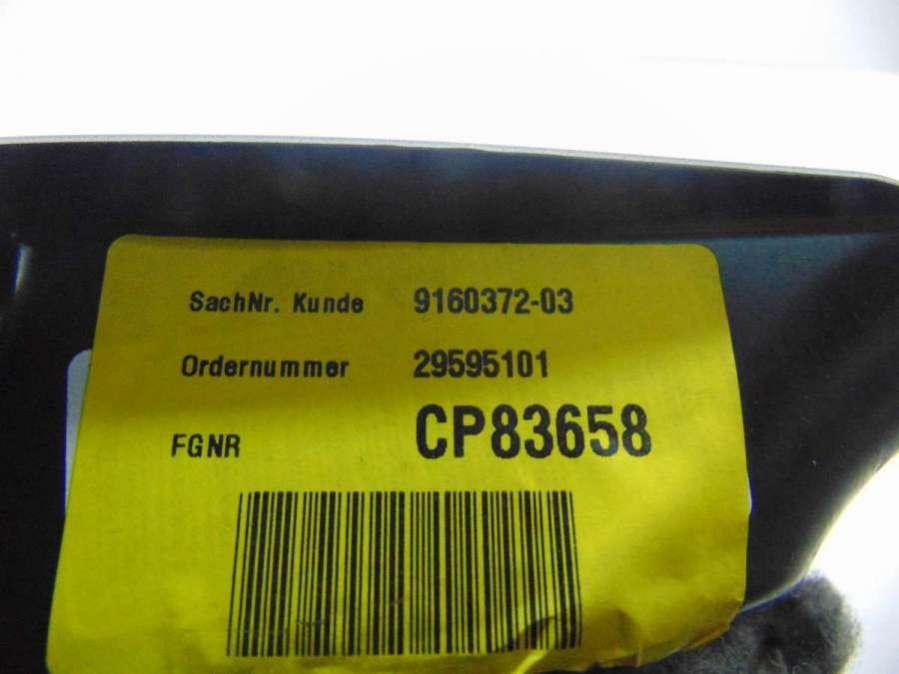 SachNr. Kunde 9160372-03
Ordernummer 29595101
FGNR CP83658